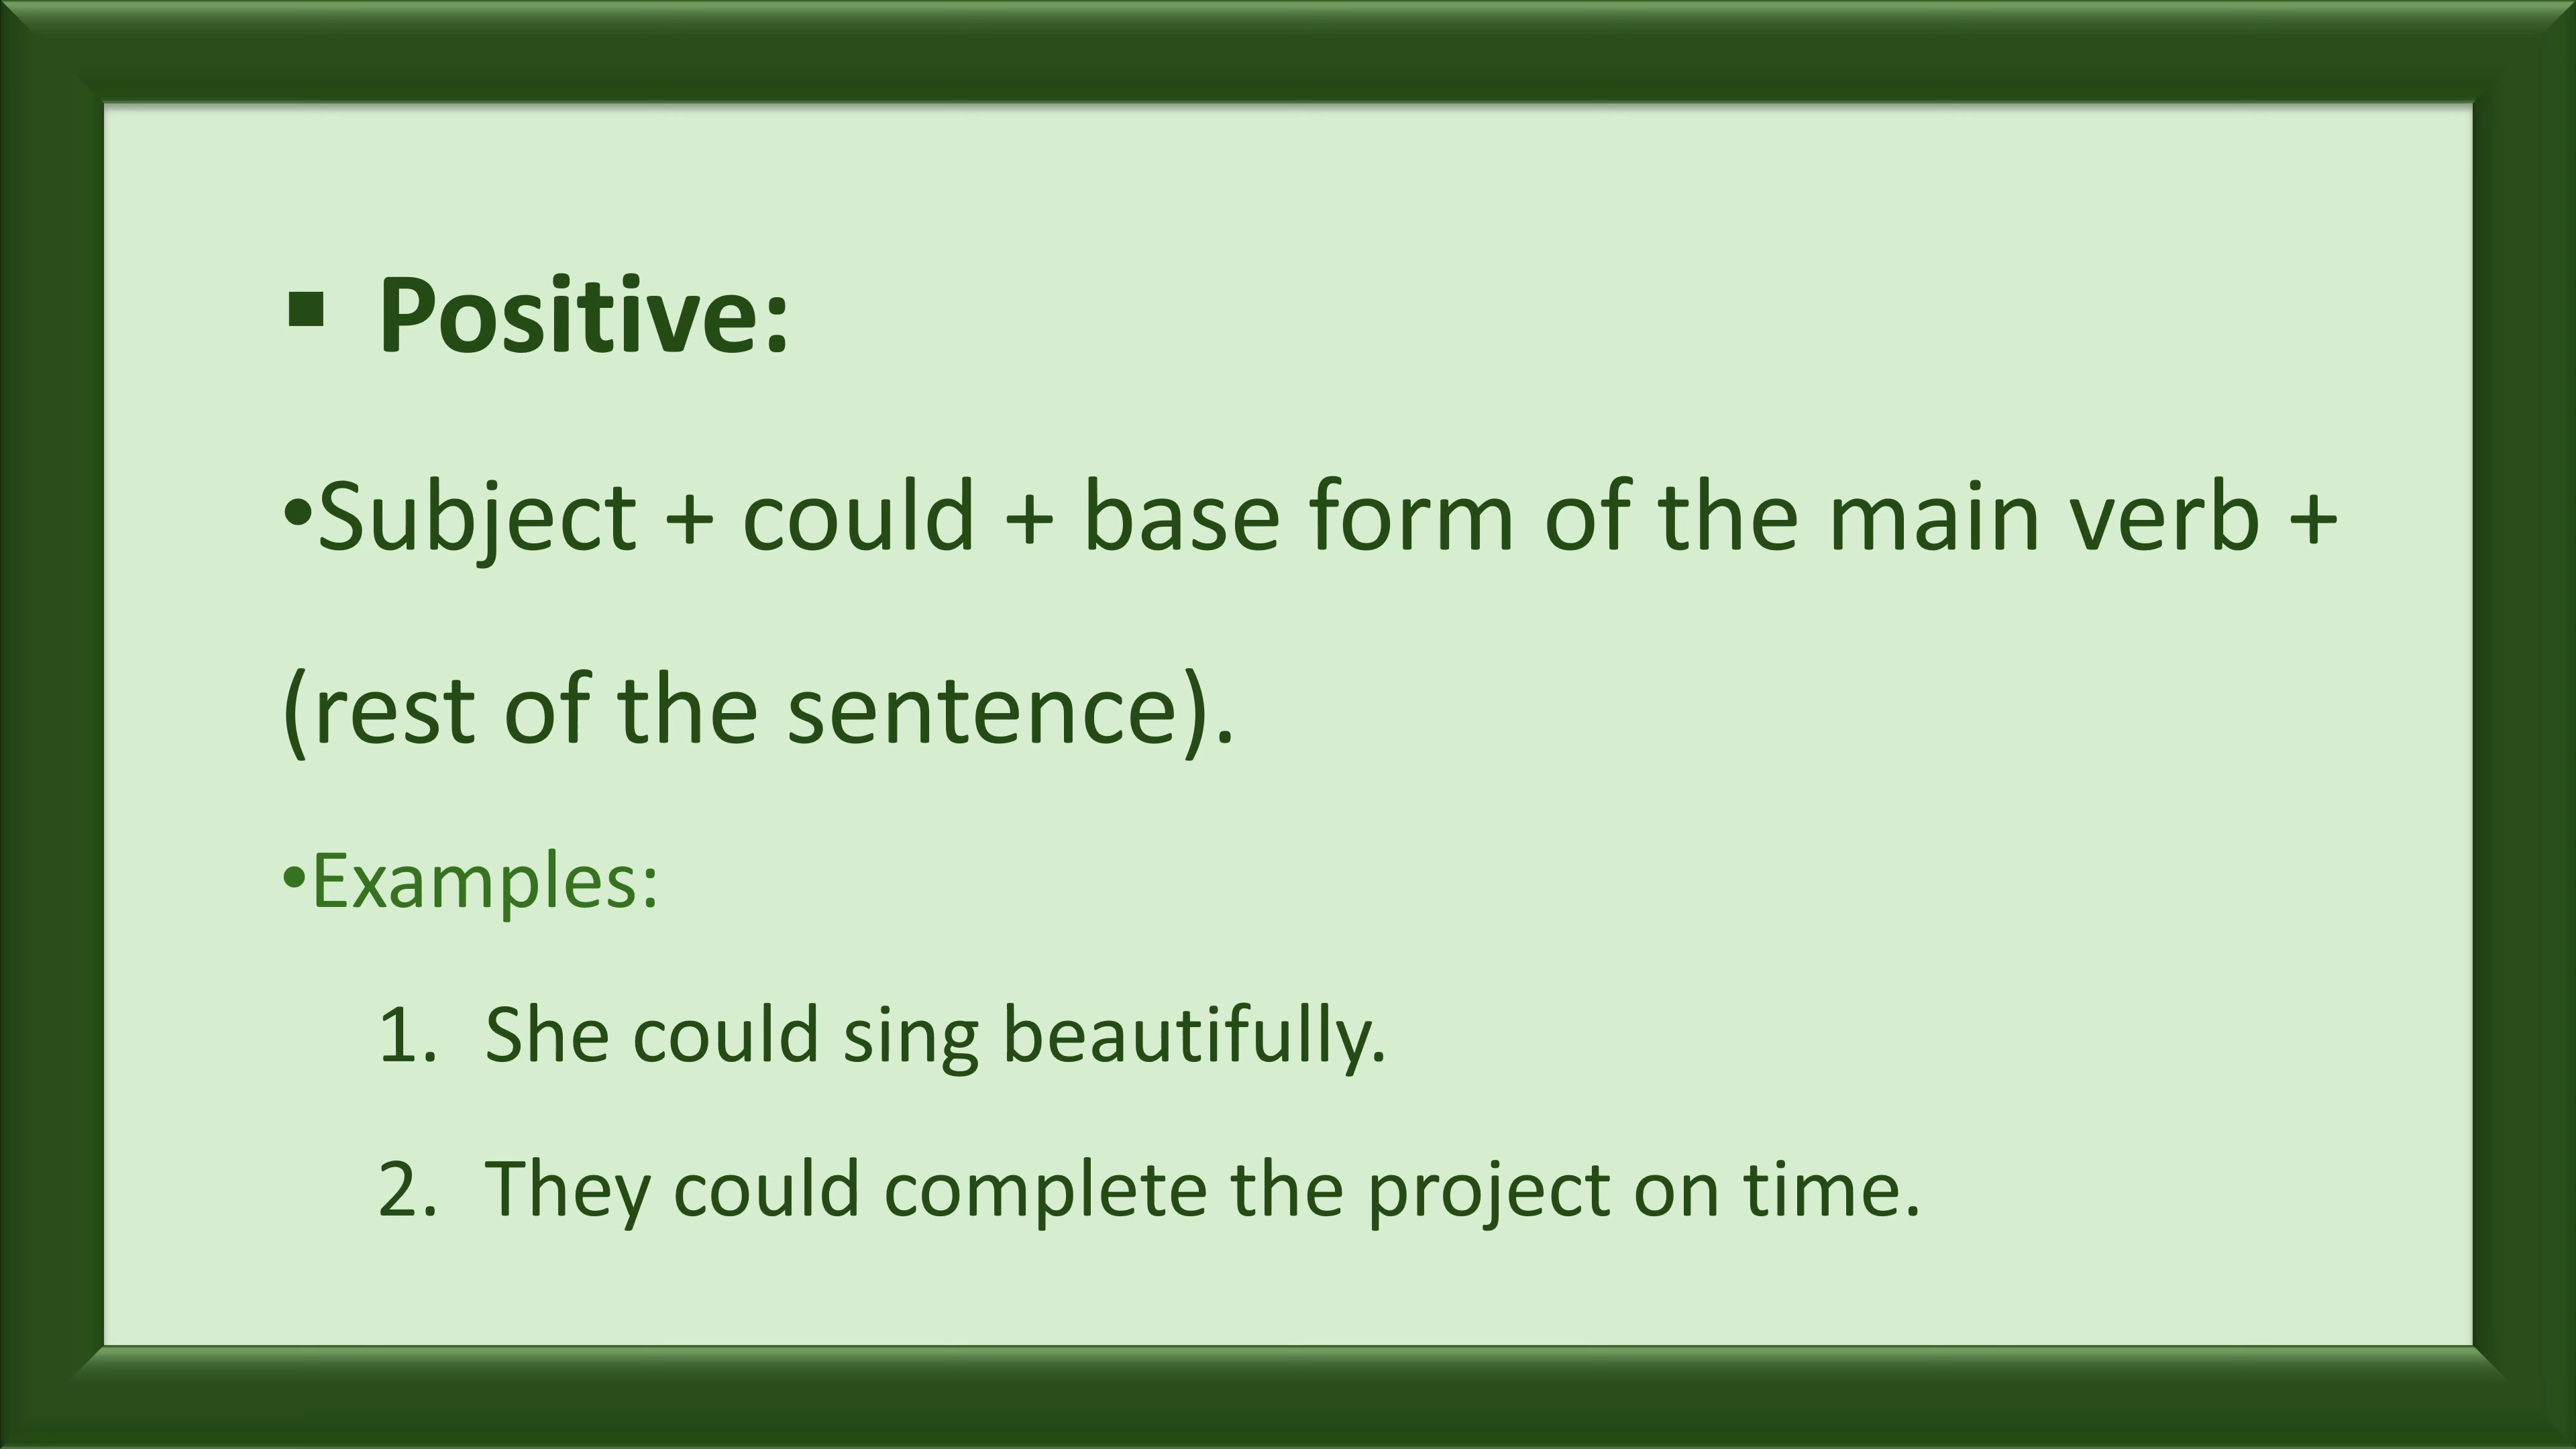 ▪ Positive:
•Subject + could + base form of the main verb +
(rest of the sentence).
•Examples:
1. She could sing beautifully.
2. They could complete the project on time.